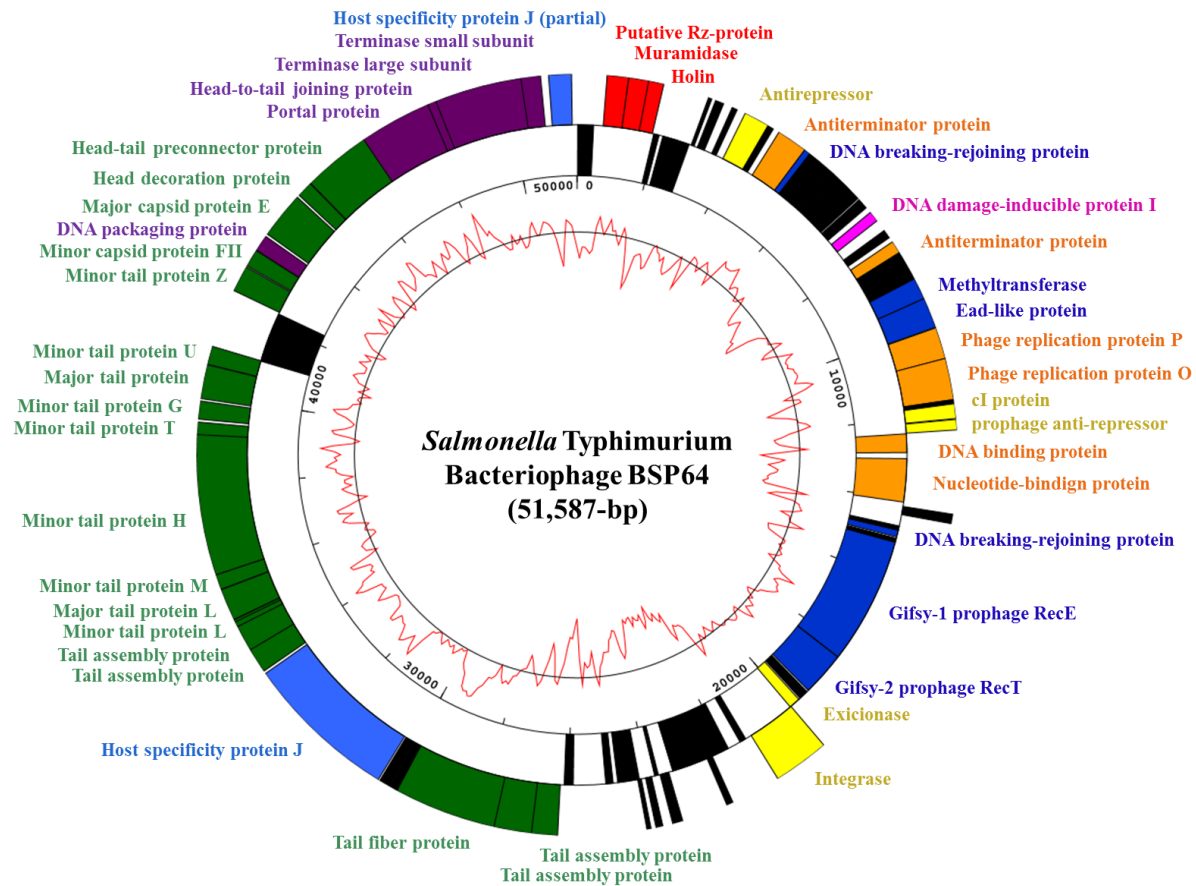 Host specificity protein J (partial)
Terminase small subunit
Terminase large subunit
Head-to-tail joining protein
Portal protein
Head-tail preconnector protein
Head decoration protein
Major capsid protein E
DNA packaging protein
Minor capsid protein FII
Minor tail protein Z
Minor tail protein U
Major tail protein
Minor tail protein G
Minor tail protein T
Minor tail protein H
Minor tail protein M
Major tail protein L
Minor tail protein L
Tail assembly protein
Tail assembly protein
Host specificity protein J
Tail fiber protein
Tail assembly protein
Tail assembly protein
Putative Rz-protein
Muramidase
Holin
Antirepressor
Antiterminator protein
DNA breaking-rejoining protein
DNA damage-inducible protein I
Antiterminator protein
Methyltransferase
Ead-like protein
Phage replication protein P
Phage replication protein O
cI protein
prophage anti-repressor
DNA binding protein
Nucleotide-bindign protein
DNA breaking-rejoining protein
Gifsy-1 prophage RecE
Gifsy-2 prophage RecT
Exicionase
Integrase
50000
0
10000
20000
30000
40000
Salmonella Typhimurium
Bacteriophage BSP64
(51,587-bp)